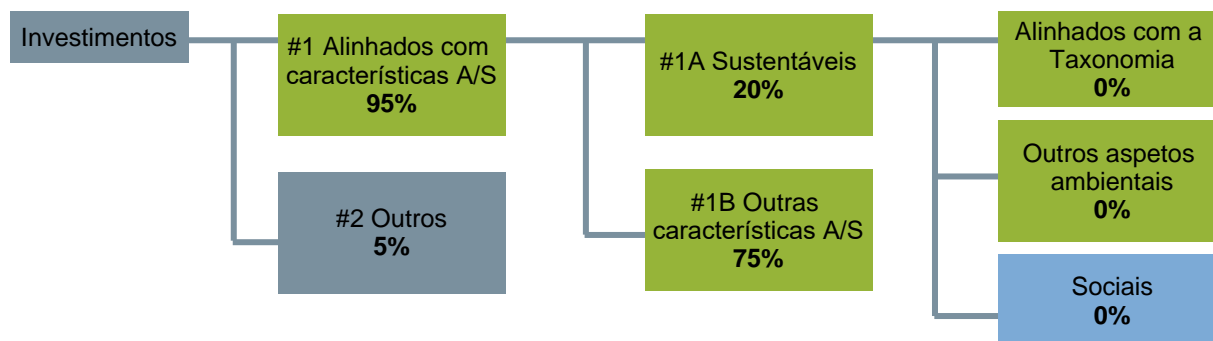 Investimentos
#1 Alinhados com
características A/S
95%
#2 Outros
5%
#1A Sustentáveis
20%
#1B Outras
características A/S
75%
Alinhados com a
Taxonomia
0%
Outros aspetos
ambientais
0%
Sociais
0%